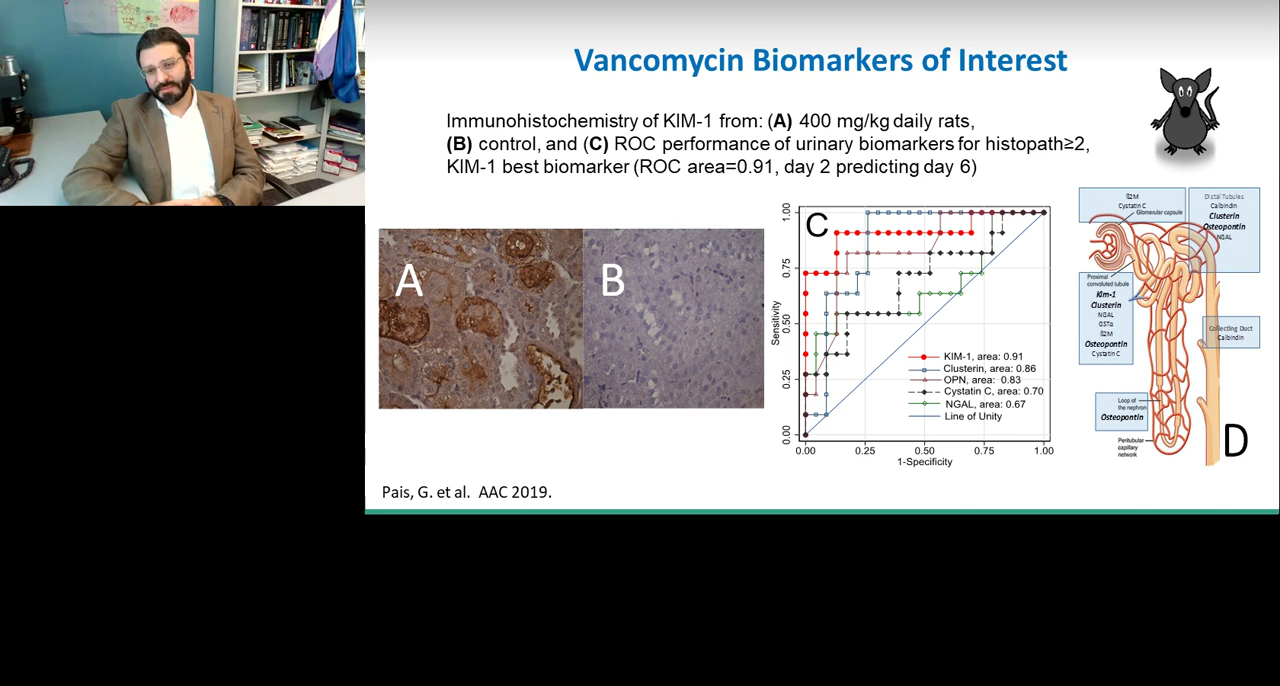 Vancomycin Biomarkers of Interest
Immunohistochemistry of KIM-1 from: (A) 400 mg/kg daily rats,
(B) control, and (C) ROC performance of urinary biomarkers for histopath≥2,
KIM-1 best biomarker (ROC area=0.91, day 2 predicting day 6)
A
B
C
Sensitivity
1.00
0.75
0.50
0.25
0.00
KIM-1, area: 0.91
Clusterin, area: 0.86
OPN, area: 0.83
Cystatin C, area: 0.70
NGAL, area: 0.67
Line of Unity
0.00 0.25 0.50 0.75 1.00
1-Specificity
ß2M
Cystatin C
Glomerular capsule
Distal Tubules
Calbindin
Clusterin
Osteopontin
NGAL
Proximal
convoluted tubule
Kim-1
Clusterin
NGAL
GSTα
ß2M
Osteopontin
Cystatin C
Collecting Duct
Calbindin
Loop of
the nephron
Osteopontin
Peritubular
capillary
network
D
Pais, G. et al. AAC 2019.